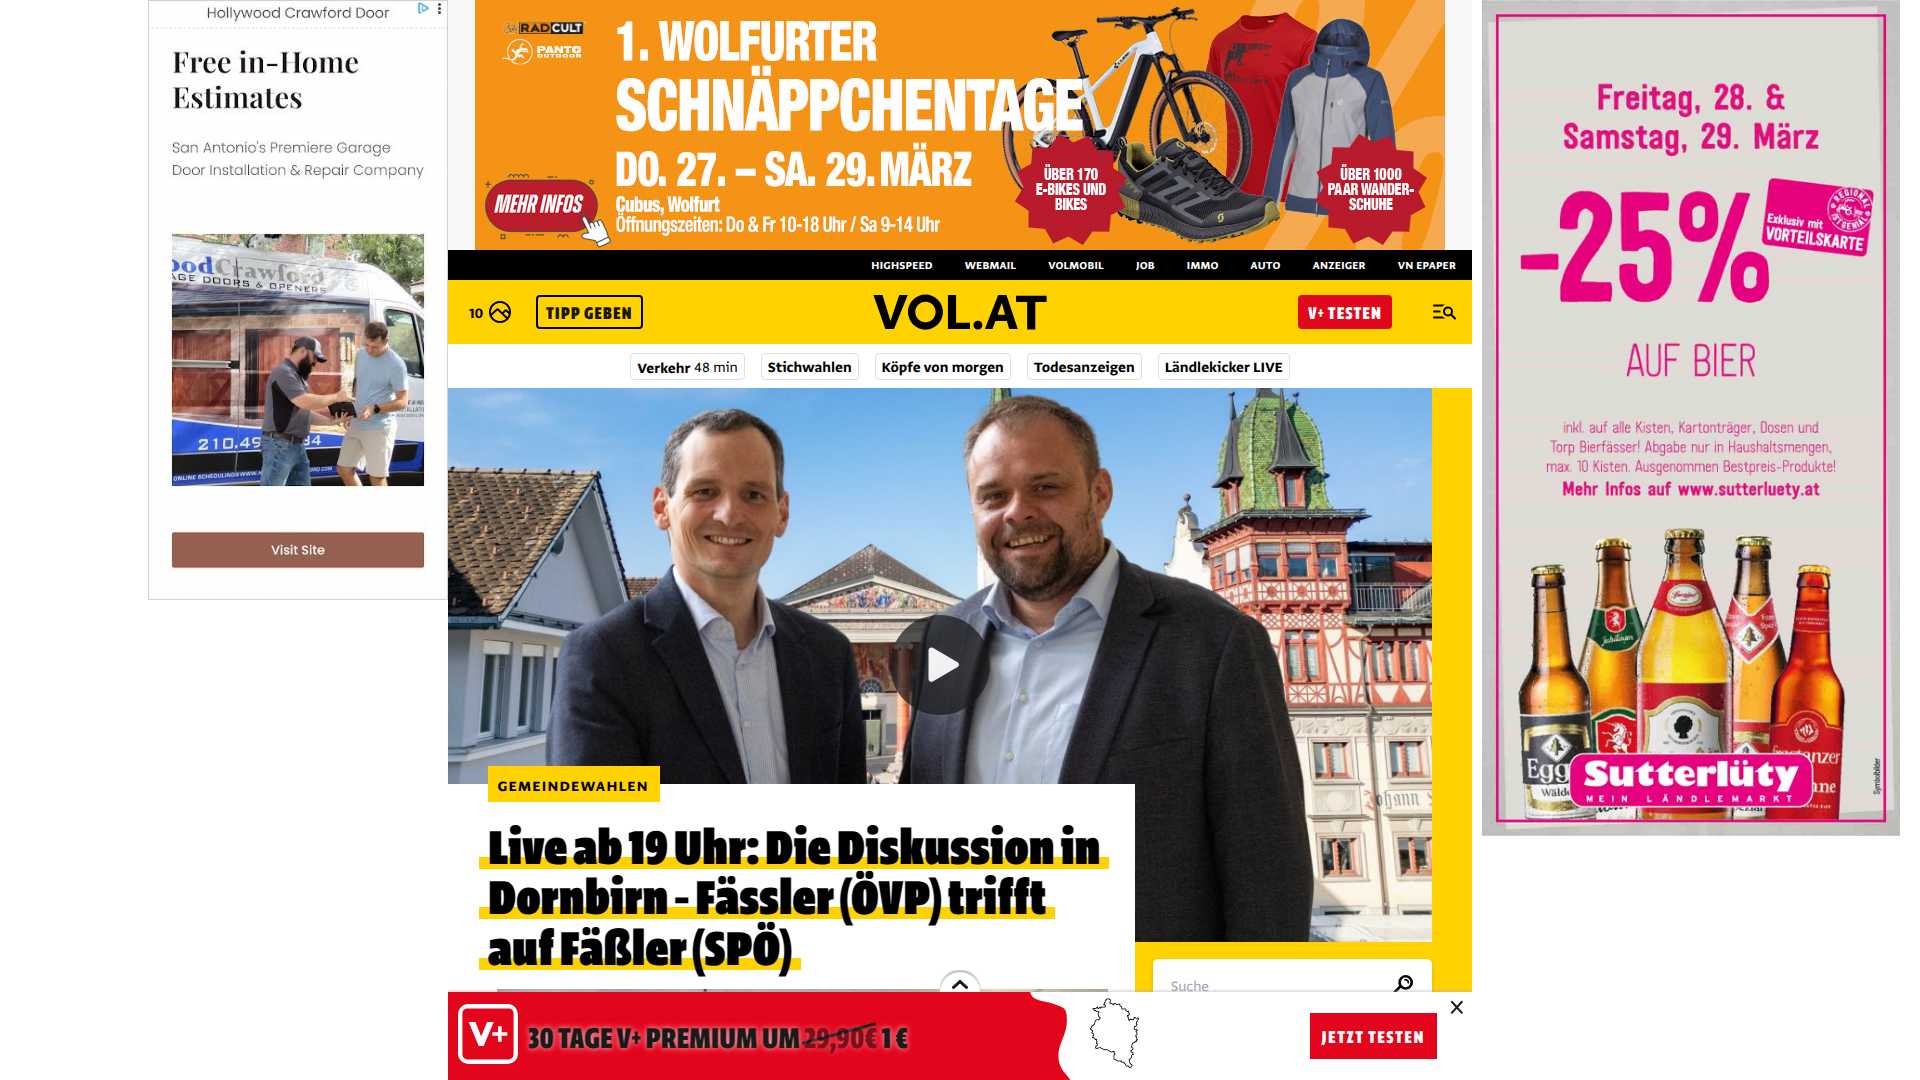 Hollywood Crawford Door
Free in-Home
Estimates
San Antonio's Premiere Garage
Door Installation & Repair Company
Visit Site
RADCULT
PANTO
OUTDOOR
1. WOLFURTER
SCHNÄPPCHENTAGE
DO. 27. – SA. 29. MÄRZ
Cubus, Wolfurt
Öffnungszeiten: Do & Fr 10-18 Uhr / Sa 9-14 Uhr
MEHR INFOS
ÜBER 170
E-BIKES UND
BIKES
ÜBER 1000
PAAR WANDER-
SCHUHE
HIGHSPEED WEBMAIL VOLMOBIL JOB IMMO AUTO ANZEIGER VN EPAPER
10 TIPP GEBEN VOL.AT V+ TESTEN
Verkehr 48 min Stichwahlen Köpfe von morgen Todesanzeigen Ländlekicker LIVE
GEMEINDEWAHLEN
Live ab 19 Uhr: Die Diskussion in
Dornbirn - Fässler (ÖVP) trifft
auf Fäßler (SPÖ)
Suche
V+ 30 TAGE V+ PREMIUM UM 29,90€ 1 €
JETZT TESTEN
Freitag, 28. &
Samstag, 29. März
-25%
REGIONAL
IST GENIAL
Exklusiv mit
VORTEILSKARTE
AUF BIER
inkl. auf alle Kisten, Kartonträger, Dosen und
Torp Bierfässer! Abgabe nur in Haushaltsmengen,
max. 10 Kisten. Ausgenommen Bestpreis-Produkte!
Mehr Infos auf www.sutterluety.at
Sutterlüty
MEIN LÄNDLEMARKT
Symbolbilder